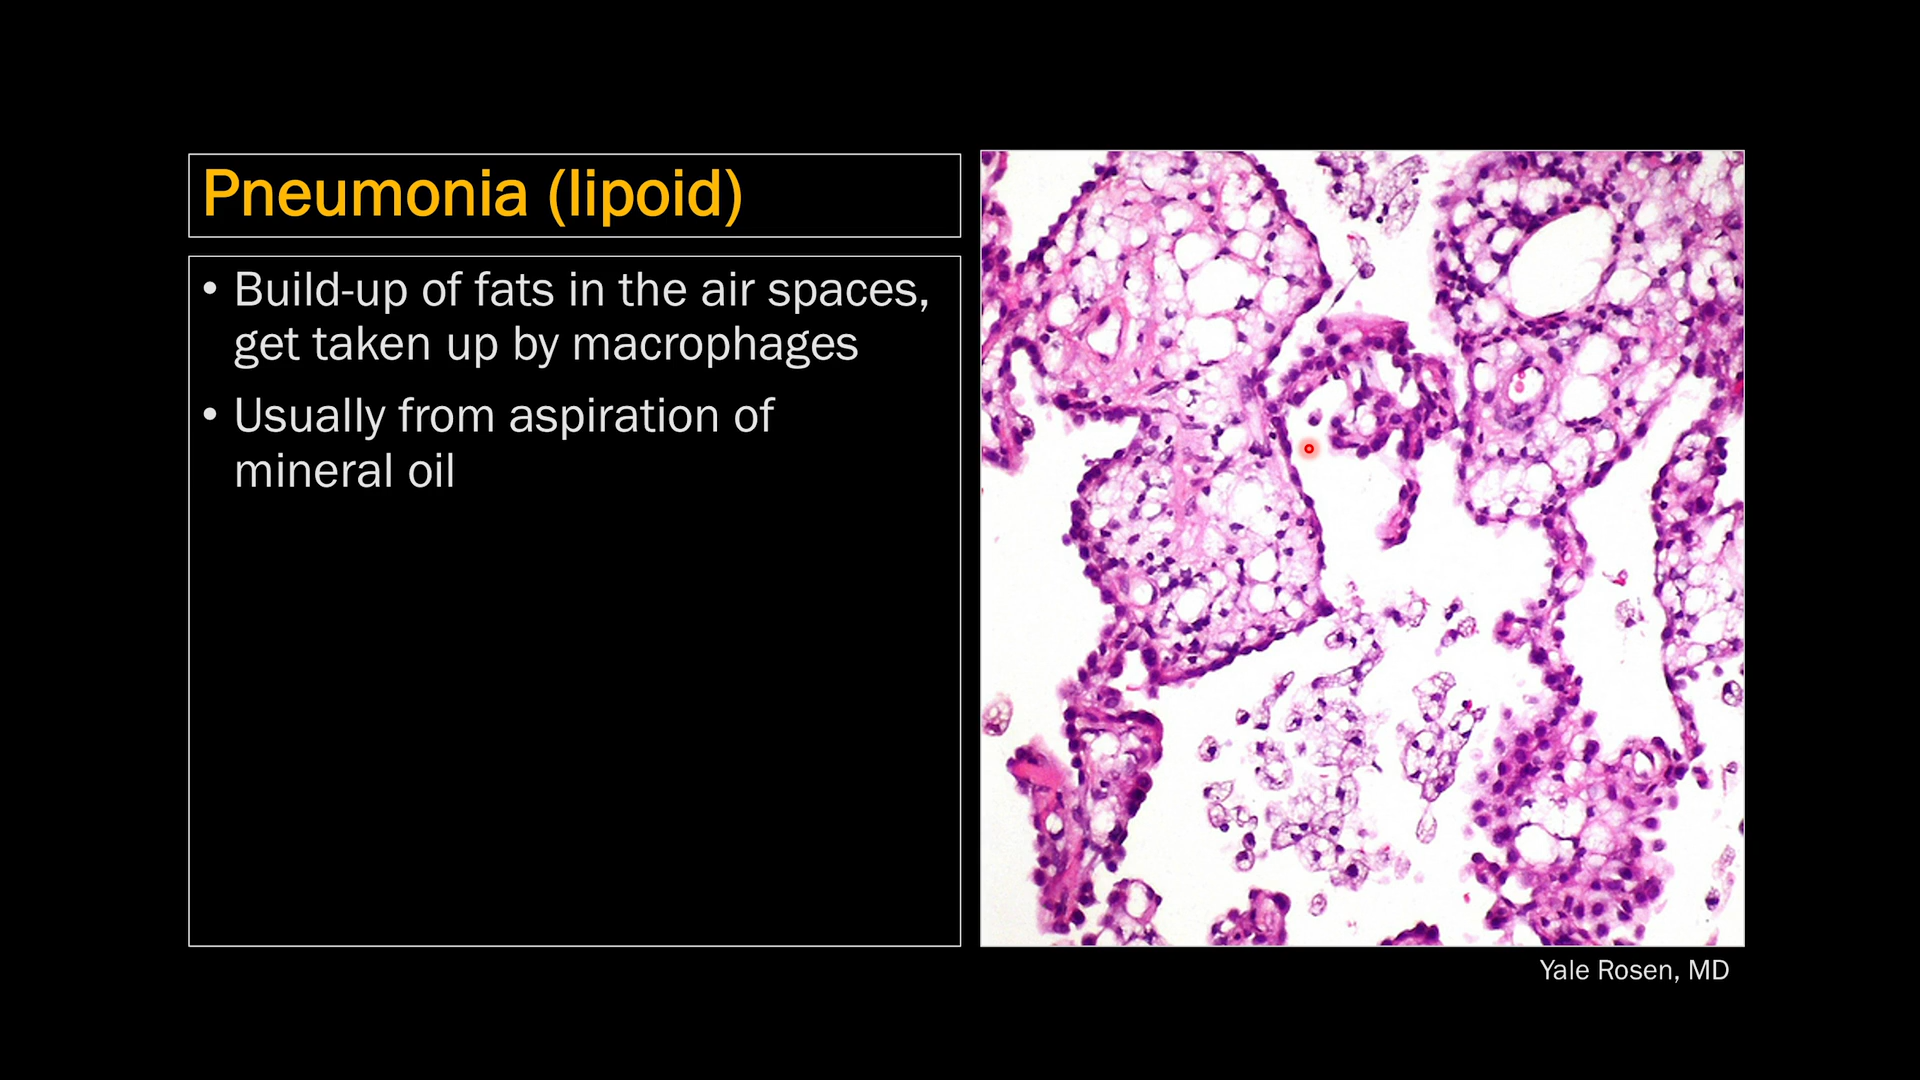 Pneumonia (lipoid)
• Build-up of fats in the air spaces,
get taken up by macrophages
• Usually from aspiration of
mineral oil
Yale Rosen, MD